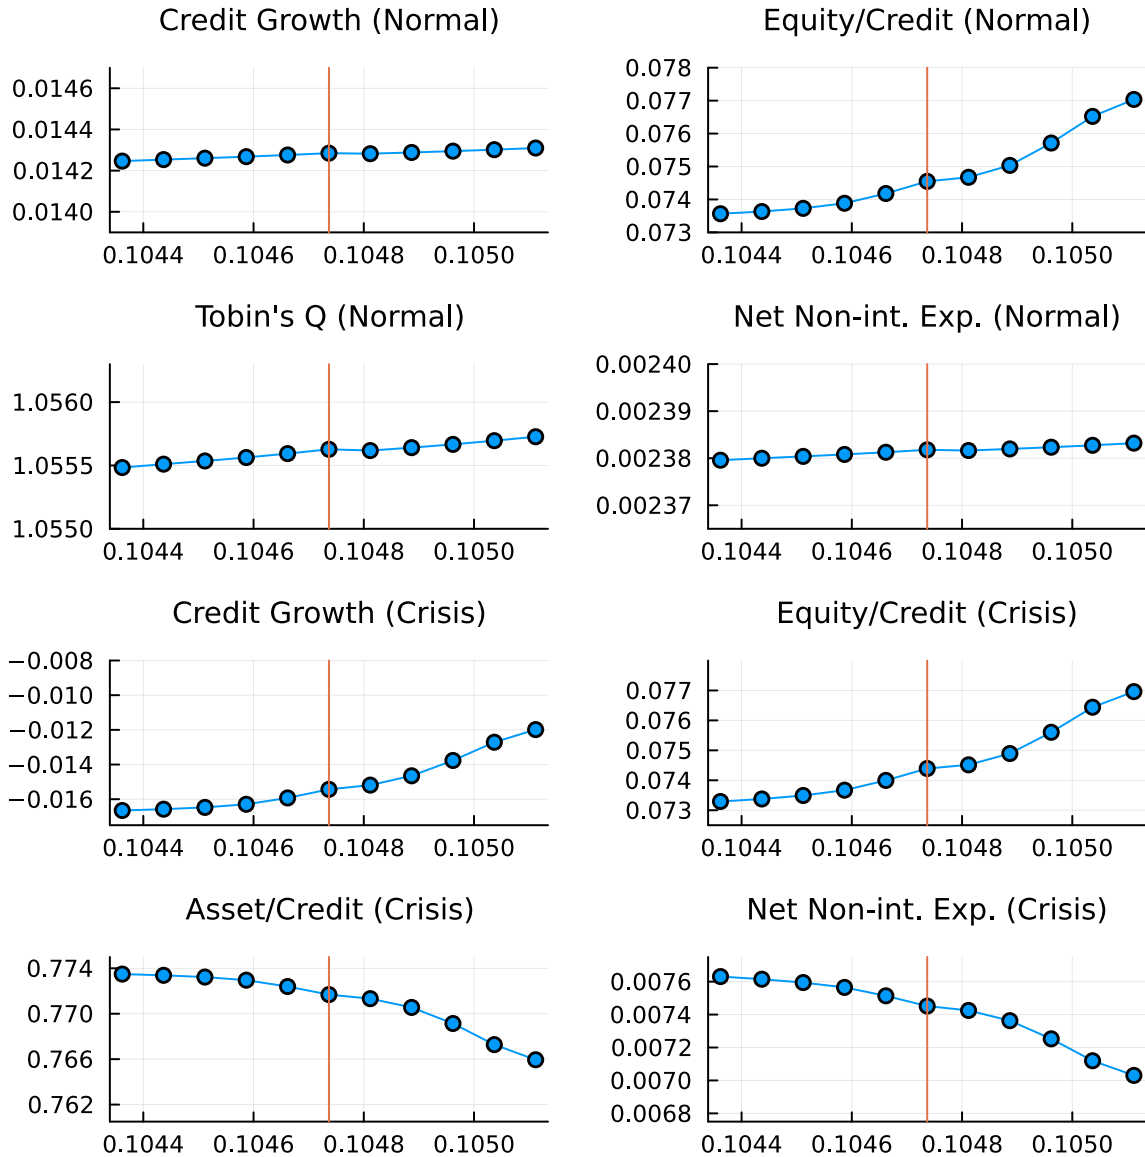 Credit Growth (Normal)
0.0146
0.0144
0.0142
0.0140
0.1044 0.1046 0.1048 0.1050
Equity/Credit (Normal)
0.078
0.077
0.076
0.075
0.074
0.073
0.1044 0.1046 0.1048 0.1050
Tobin's Q (Normal)
1.0560
1.0555
1.0550
0.1044 0.1046 0.1048 0.1050
Net Non-int. Exp. (Normal)
0.00240
0.00239
0.00238
0.00237
0.1044 0.1046 0.1048 0.1050
Credit Growth (Crisis)
−0.008
−0.010
−0.012
−0.014
−0.016
0.1044 0.1046 0.1048 0.1050
Equity/Credit (Crisis)
0.077
0.076
0.075
0.074
0.073
0.1044 0.1046 0.1048 0.1050
Asset/Credit (Crisis)
0.774
0.770
0.766
0.762
0.1044 0.1046 0.1048 0.1050
Net Non-int. Exp. (Crisis)
0.0076
0.0074
0.0072
0.0070
0.0068
0.1044 0.1046 0.1048 0.1050